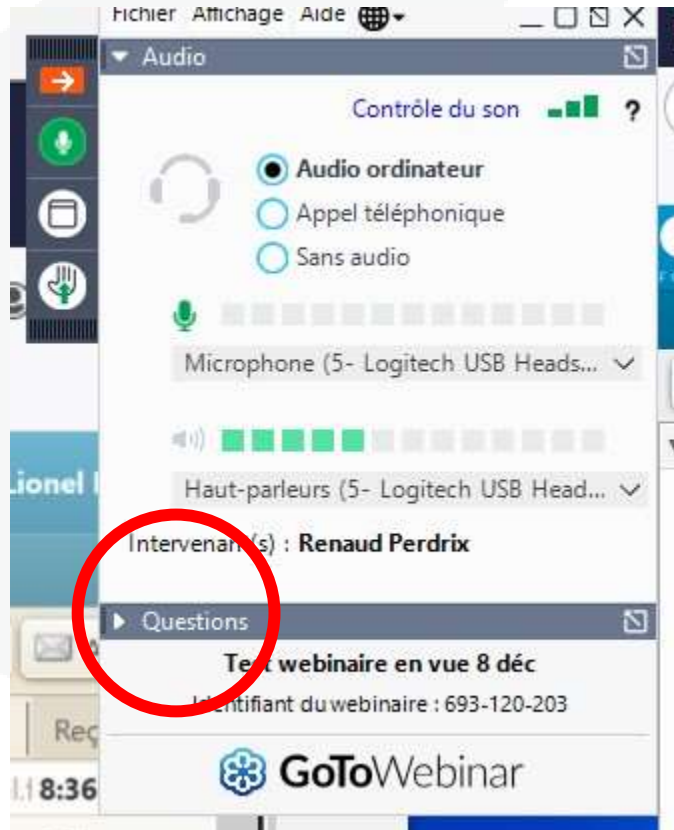 Fichier Affichage Aide
Audio
Contrôle du son ?
Audio ordinateur
Appel téléphonique
Sans audio
Microphone (5- Logitech USB Heads...
Haut-parleurs (5- Logitech USB Head...
Lionel
Intervenant(s) : Renaud Perdrix
Questions
Test webinaire en vue 8 déc
Identifiant du webinaire : 693-120-203
Reç
8:36
GoToWebinar